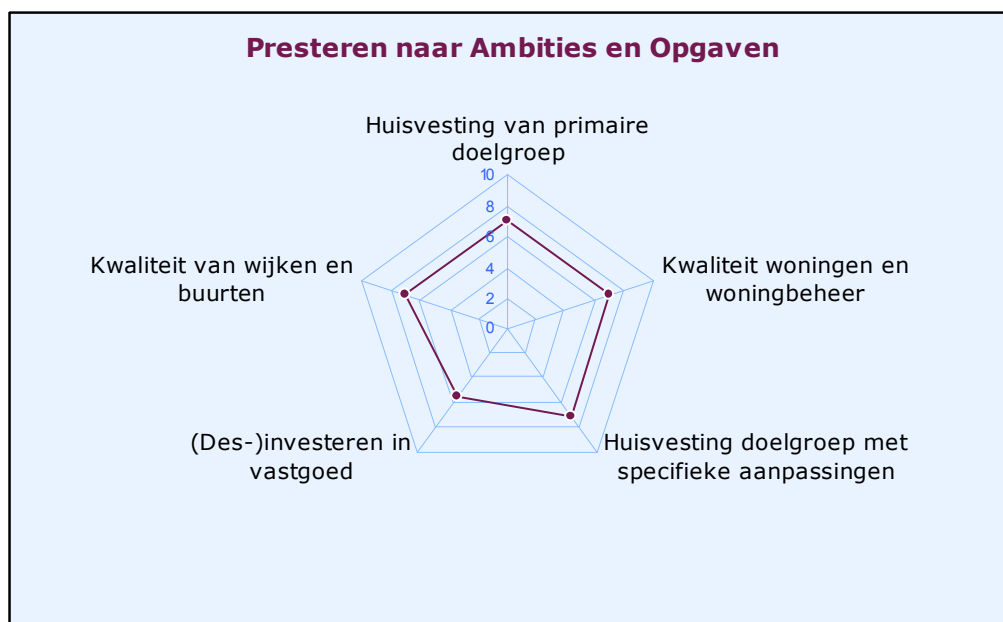 Presteren naar Ambities en Opgaven
Huisvesting van primaire
doelgroep
10
8
6
4
2
0
Kwaliteit van wijken en
buurten
Kwaliteit woningen en
woningbeheer
(Des-)investeren in
vastgoed
Huisvesting doelgroep met
specifieke aanpassingen